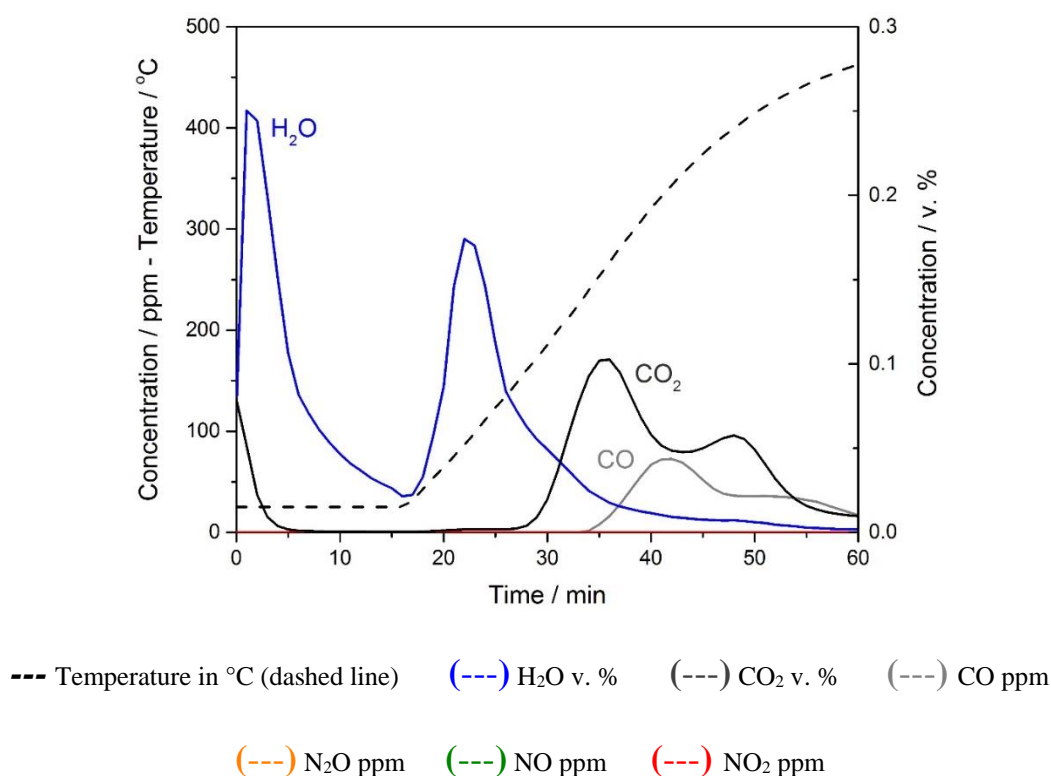 500
400
300
200
100
0
Concentration / ppm - Temperature / °C
H₂O
CO₂
CO
0.3
0.2
0.1
0.0
Concentration / v. %
0 10 20 30 40 50 60
Time / min
--- Temperature in °C (dashed line) (---) H₂O v. % (---) CO₂ v. % (---) CO ppm
(---) N₂O ppm (---) NO ppm (---) NO₂ ppm